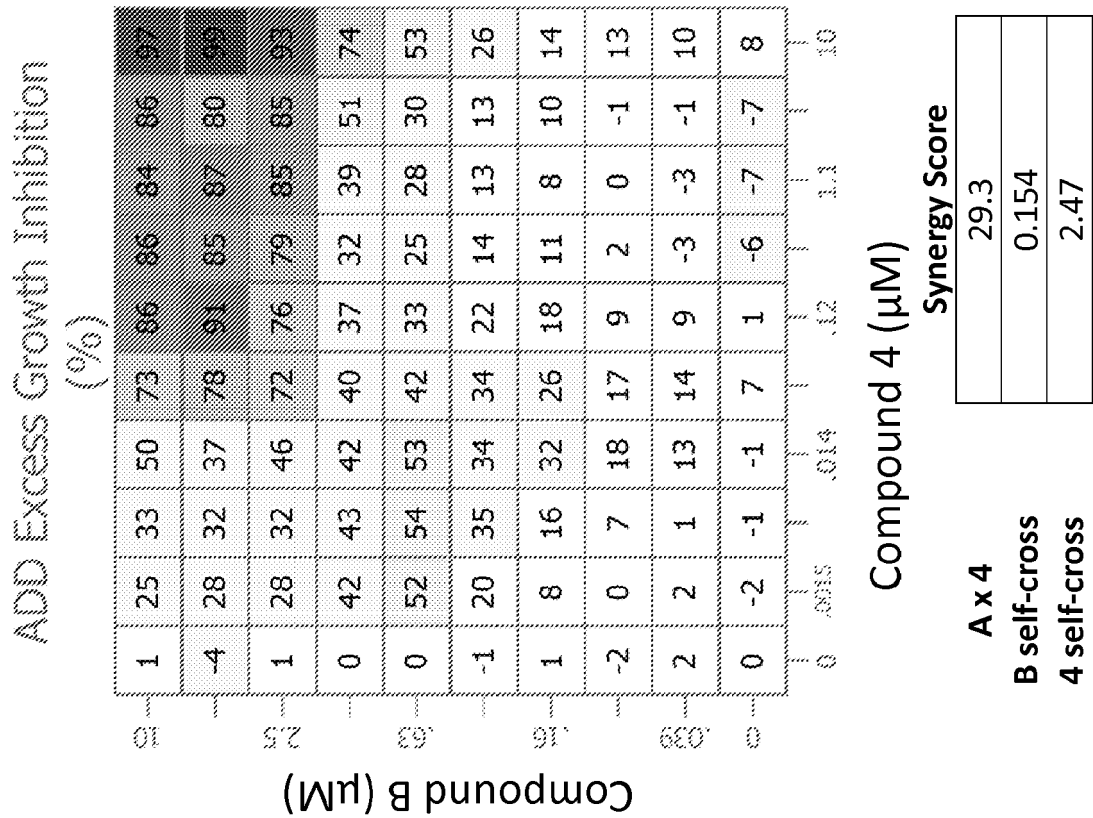 ADD Excess Growth Inhibition
(%)
10 1 25 33 50 73 86 86 84 86 97
-4 28 32 37 78 91 85 87 80 99
2.5 1 28 32 46 72 76 79 85 85 93
0 42 43 42 40 37 32 39 51 74
.63 0 52 54 53 42 33 25 28 30 53
-1 20 35 34 34 22 14 13 13 26
.16 1 8 16 32 26 18 11 8 10 14
-2 0 7 18 17 9 2 0 -1 13
.039 2 2 1 13 14 9 -3 -3 -1 10
0 0 -2 -1 -1 7 1 -6 -7 -7 8
0 .0015 .014 .12 1.1 10
Compound B (µM)
Compound 4 (µM)
Synergy Score
A x 4 29.3
B self-cross 0.154
4 self-cross 2.47